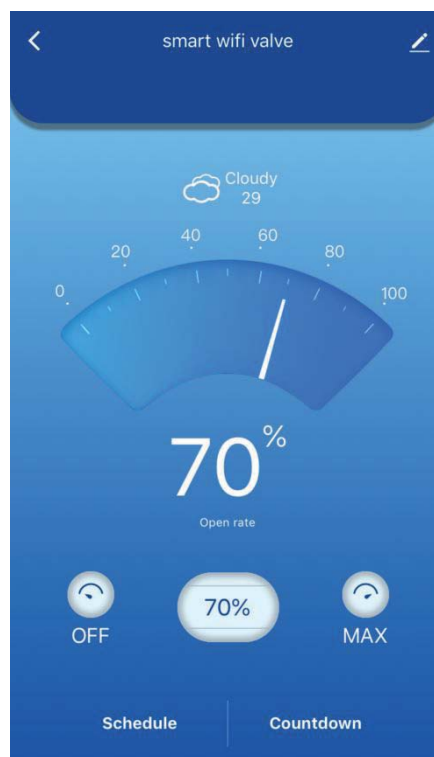 smart wifi valve
Cloudy
29
0
20
40
60
80
100
70%
Open rate
70%
OFF
MAX
Schedule
Countdown